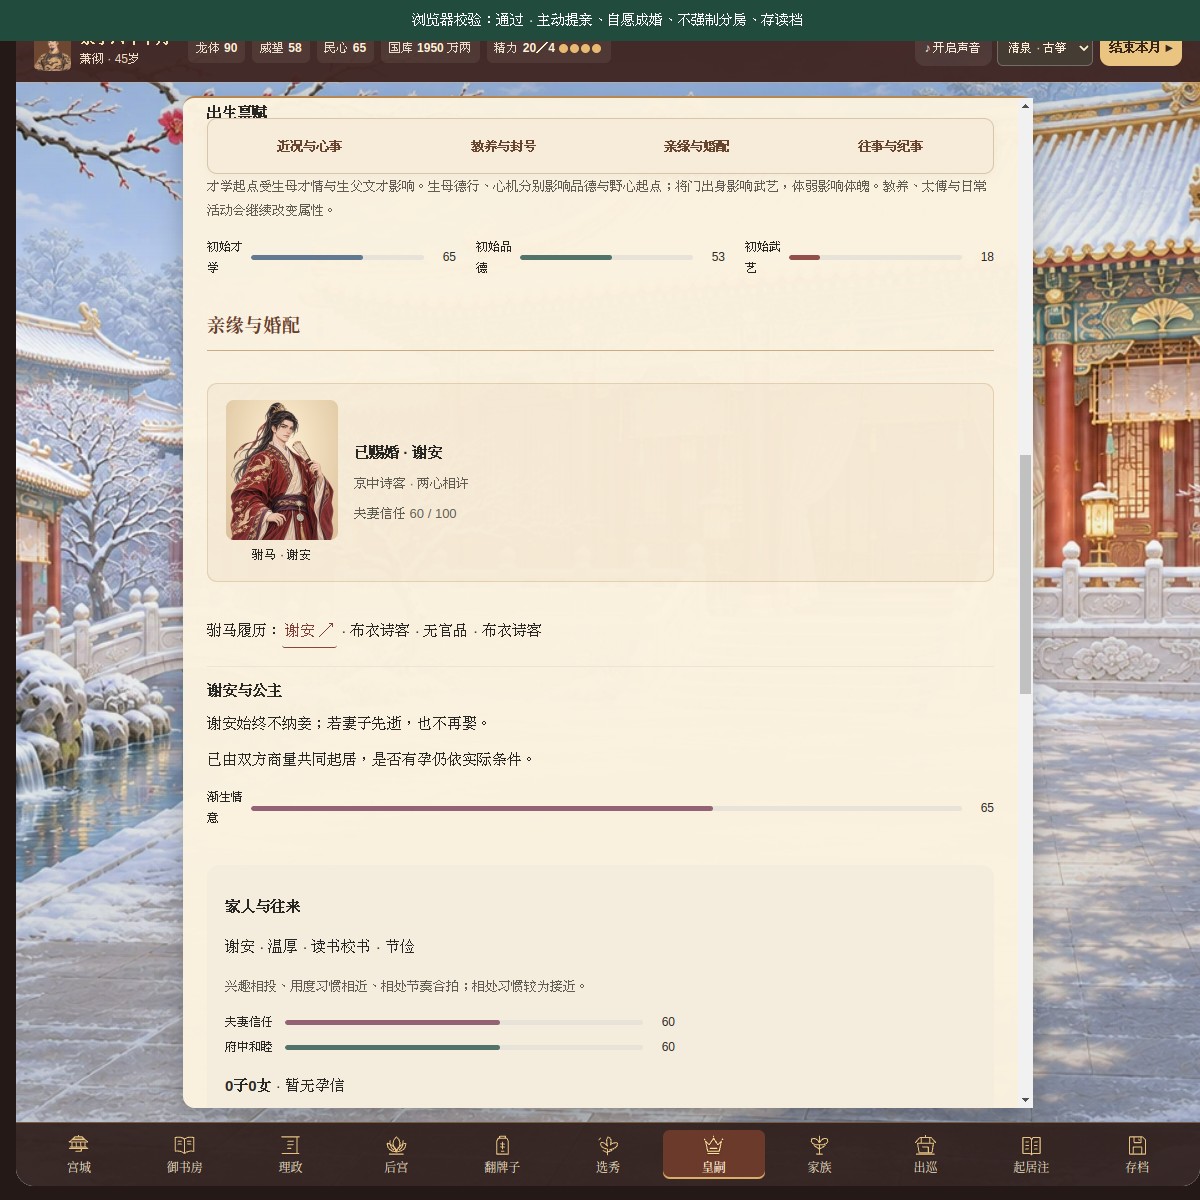 浏览器校验：通过 · 主动提亲、自愿成婚、不强制分房、存读档
萧彻 · 45岁
龙体 90
威望 58
民心 65
国库 1950 万两
精力 20／4
♪ 开启声音
清泉 · 古筝
结束本月 ▸
出生禀赋
近况与心事
教养与封号
亲缘与婚配
往事与纪事
才学起点受生母才情与生父文才影响。生母德行、心机分别影响品德与野心起点；将门出身影响武艺，体弱影响体魄。教养、太傅与日常
活动会继续改变属性。
初始才学 65
初始品德 53
初始武艺 18
亲缘与婚配
已赐婚 · 谢安
京中诗客 · 两心相许
夫妻信任 60 / 100
驸马 · 谢安
驸马履历：谢安 ↗ · 布衣诗客 · 无官品 · 布衣诗客
谢安与公主
谢安始终不纳妾；若妻子先逝，也不再娶。
已由双方商量共同起居，是否有孕仍依实际条件。
渐生情意 65
家人与往来
谢安 · 温厚 · 读书校书 · 节俭
兴趣相投、用度习惯相近、相处节奏合拍；相处习惯较为接近。
夫妻信任 60
府中和睦 60
0子0女 · 暂无孕信
宫城
御书房
理政
后宫
翻牌子
选秀
皇嗣
家族
出巡
起居注
存档